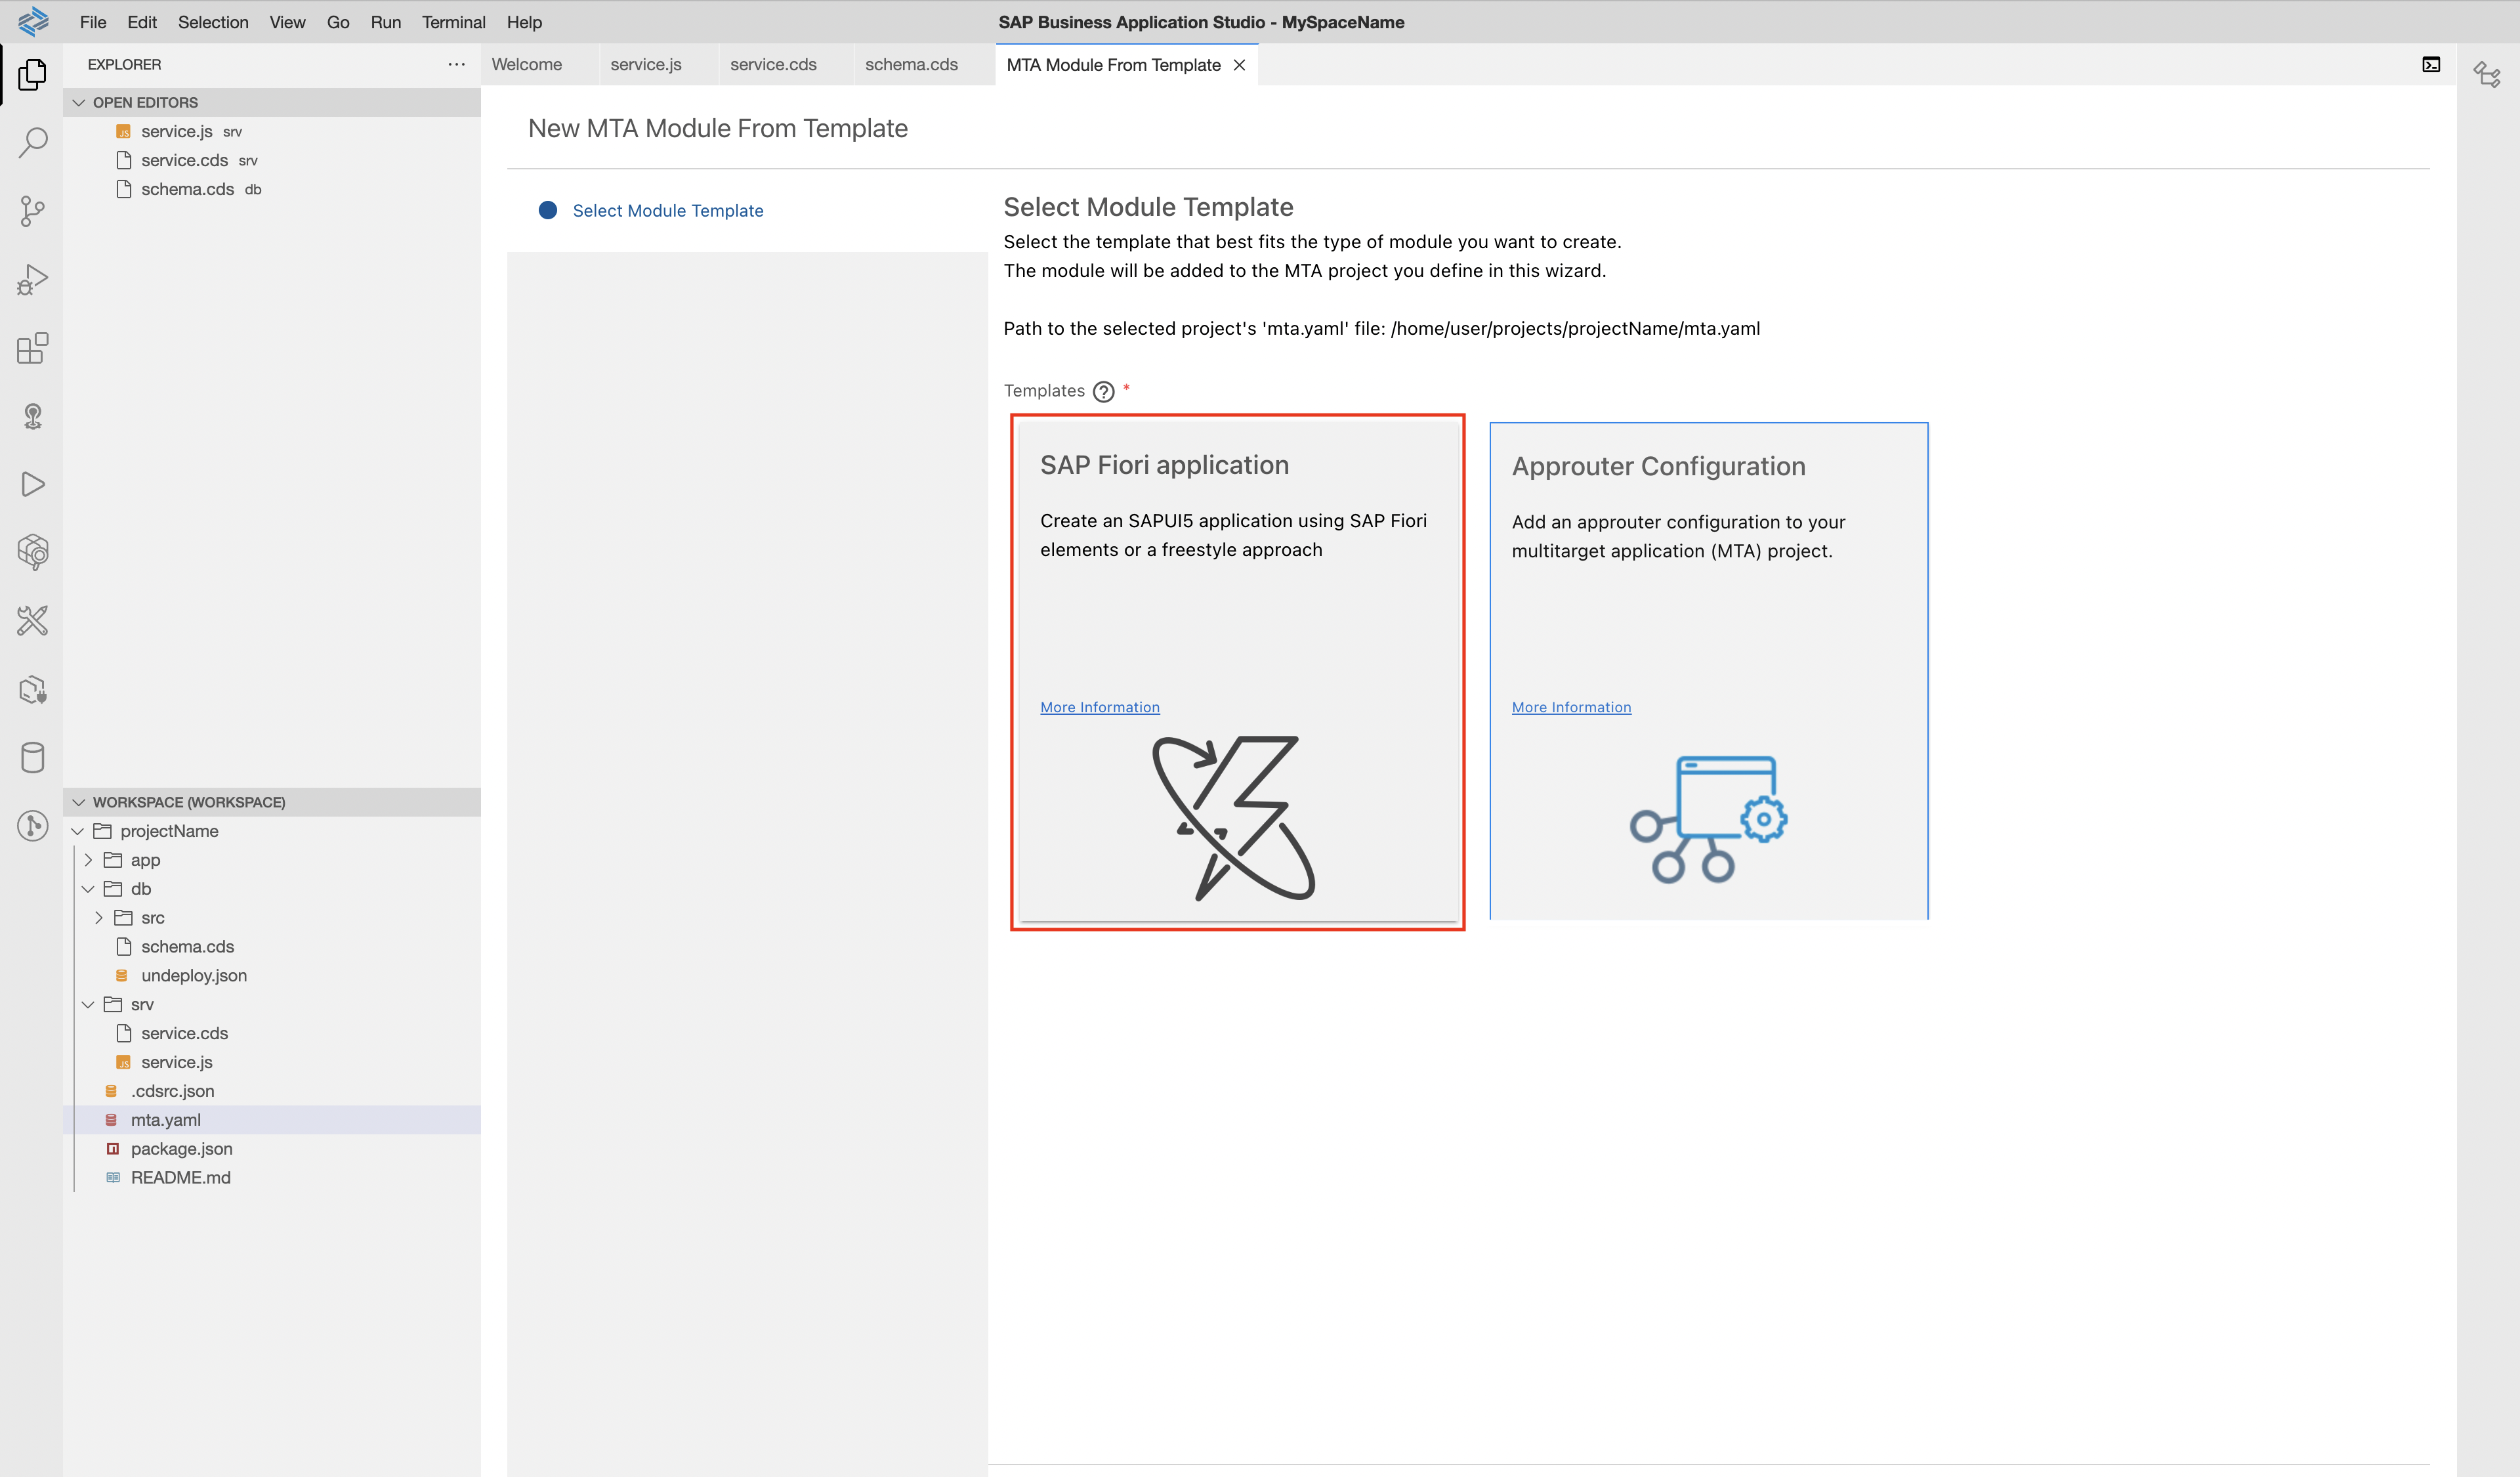 File Edit Selection View Go Run Terminal Help
SAP Business Application Studio - MySpaceName
EXPLORER
OPEN EDITORS
service.js srv
service.cds srv
schema.cds db
WORKSPACE (WORKSPACE)
projectName
app
db
src
schema.cds
undeploy.json
srv
service.cds
service.js
.cdsrc.json
mta.yaml
package.json
README.md
Welcome service.js service.cds schema.cds MTA Module From Template
New MTA Module From Template
Select Module Template
Select Module Template
Select the template that best fits the type of module you want to create.
The module will be added to the MTA project you define in this wizard.
Path to the selected project's 'mta.yaml' file: /home/user/projects/projectName/mta.yaml
Templates ? *
SAP Fiori application
Create an SAPUI5 application using SAP Fiori
elements or a freestyle approach
More Information
Approuter Configuration
Add an approuter configuration to your
multitarget application (MTA) project.
More Information